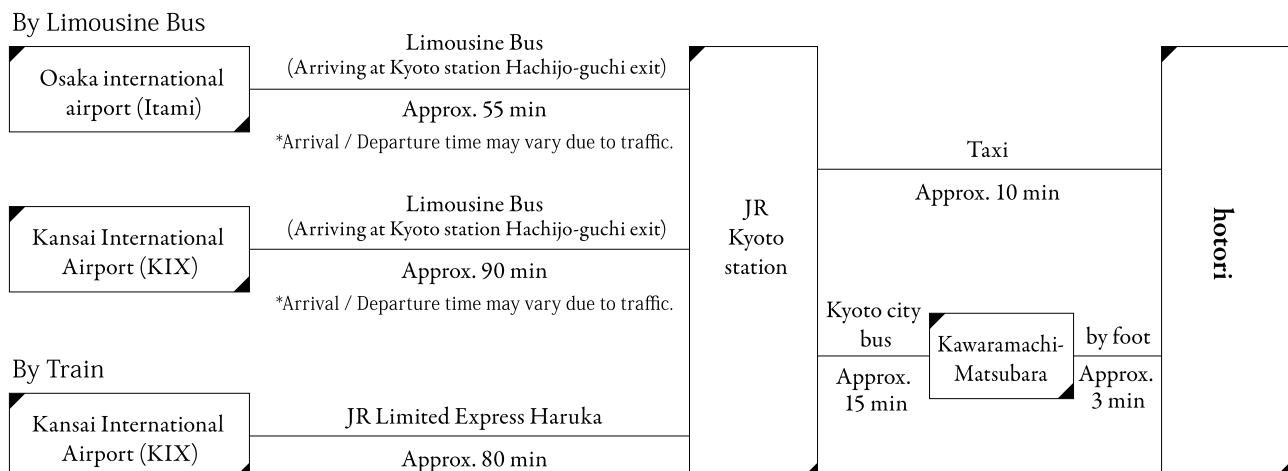 By Limousine Bus
Osaka international
airport (Itami)
Limousine Bus
(Arriving at Kyoto station Hachijo-guchi exit)
Approx. 55 min
*Arrival / Departure time may vary due to traffic.
Kansai International
Airport (KIX)
Limousine Bus
(Arriving at Kyoto station Hachijo-guchi exit)
Approx. 90 min
*Arrival / Departure time may vary due to traffic.
By Train
Kansai International
Airport (KIX)
JR Limited Express Haruka
Approx. 80 min
JR
Kyoto
station
Taxi
Approx. 10 min
Kyoto city
bus
Approx.
15 min
Kawaramachi-
Matsubara
by foot
Approx.
3 min
hotori